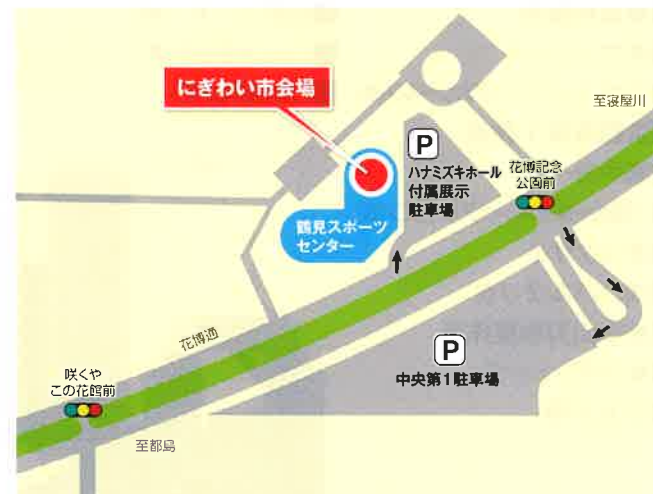 にぎわい市会場
至寝屋川
P
ハナミズキホール
付属展示
駐車場
花博記念
公園前
鶴見スポーツ
センター
花博通
P
中央第1駐車場
咲くや
この花館前
至都島